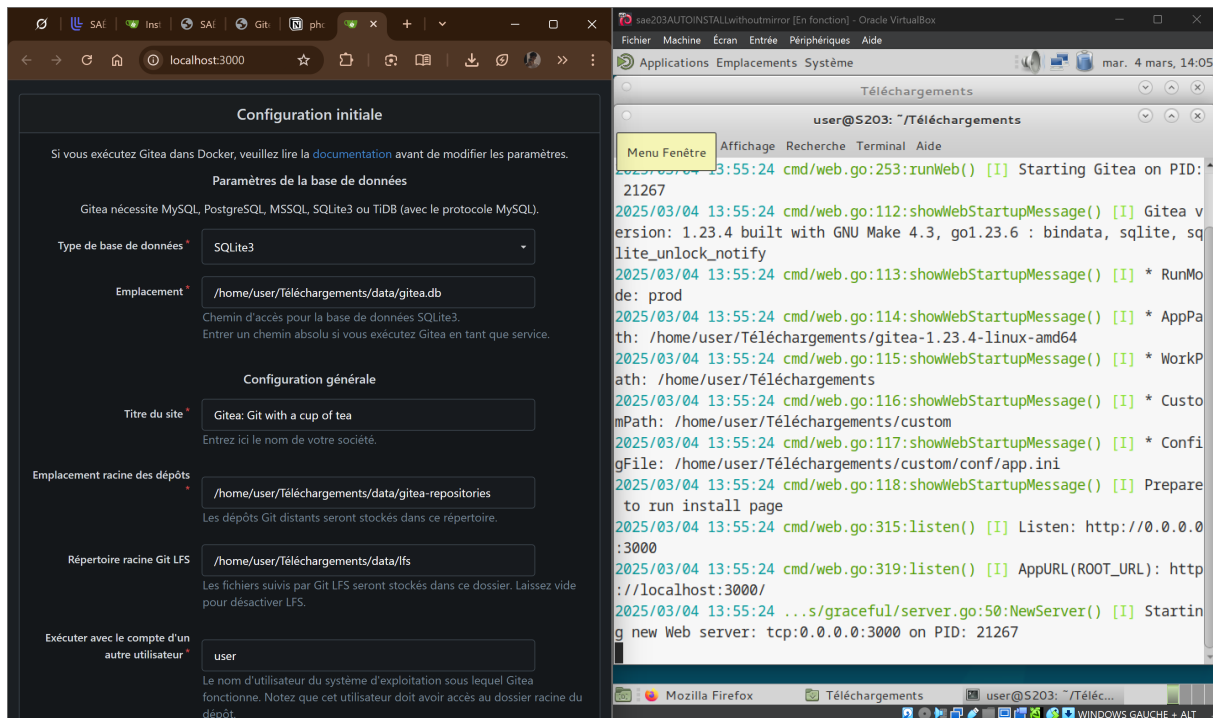 SAÉ
Inst
SAÉ
Gite
pho
localhost:3000
Configuration initiale
Si vous exécutez Gitea dans Docker, veuillez lire la documentation avant de modifier les paramètres.
Paramètres de la base de données
Gitea nécessite MySQL, PostgreSQL, MSSQL, SQLite3 ou TiDB (avec le protocole MySQL).
Type de base de données *
SQLite3
Emplacement *
/home/user/Téléchargements/data/gitea.db
Chemin d'accès pour la base de données SQLite3.
Entrer un chemin absolu si vous exécutez Gitea en tant que service.
Configuration générale
Titre du site *
Gitea: Git with a cup of tea
Entrez ici le nom de votre société.
Emplacement racine des dépôts
*
/home/user/Téléchargements/data/gitea-repositories
Les dépôts Git distants seront stockés dans ce répertoire.
Répertoire racine Git LFS
/home/user/Téléchargements/data/lfs
Les fichiers suivis par Git LFS seront stockés dans ce dossier. Laissez vide
pour désactiver LFS.
Exécuter avec le compte d'un
autre utilisateur *
user
Le nom d'utilisateur du système d'exploitation sous lequel Gitea
fonctionne. Notez que cet utilisateur doit avoir accès au dossier racine du
dépôt.
sae203AUTOINSTALLwithoutmirror [En fonction] - Oracle VirtualBox
Fichier Machine Écran Entrée Périphériques Aide
Applications Emplacements Système
mar. 4 mars, 14:05
Téléchargements
user@S203: ~/Téléchargements
Menu Fenêtre
Affichage Recherche Terminal Aide
2025/03/04 13:55:24 cmd/web.go:253:runWeb() [I] Starting Gitea on PID:
21267
2025/03/04 13:55:24 cmd/web.go:112:showWebStartupMessage() [I] Gitea v
ersion: 1.23.4 built with GNU Make 4.3, go1.23.6 : bindata, sqlite, sq
lite_unlock_notify
2025/03/04 13:55:24 cmd/web.go:113:showWebStartupMessage() [I] * RunMo
de: prod
2025/03/04 13:55:24 cmd/web.go:114:showWebStartupMessage() [I] * AppPa
th: /home/user/Téléchargements/gitea-1.23.4-linux-amd64
2025/03/04 13:55:24 cmd/web.go:115:showWebStartupMessage() [I] * WorkP
ath: /home/user/Téléchargements
2025/03/04 13:55:24 cmd/web.go:116:showWebStartupMessage() [I] * Custo
mPath: /home/user/Téléchargements/custom
2025/03/04 13:55:24 cmd/web.go:117:showWebStartupMessage() [I] * Confi
gFile: /home/user/Téléchargements/custom/conf/app.ini
2025/03/04 13:55:24 cmd/web.go:118:showWebStartupMessage() [I] Prepare
to run install page
2025/03/04 13:55:24 cmd/web.go:315:listen() [I] Listen: http://0.0.0.0
:3000
2025/03/04 13:55:24 cmd/web.go:319:listen() [I] AppURL(ROOT_URL): http
://localhost:3000/
2025/03/04 13:55:24 ...s/graceful/server.go:50:NewServer() [I] Startin
g new Web server: tcp:0.0.0.0:3000 on PID: 21267
Mozilla Firefox
Téléchargements
user@S203: ~/Téléc...
WINDOWS GAUCHE + ALT